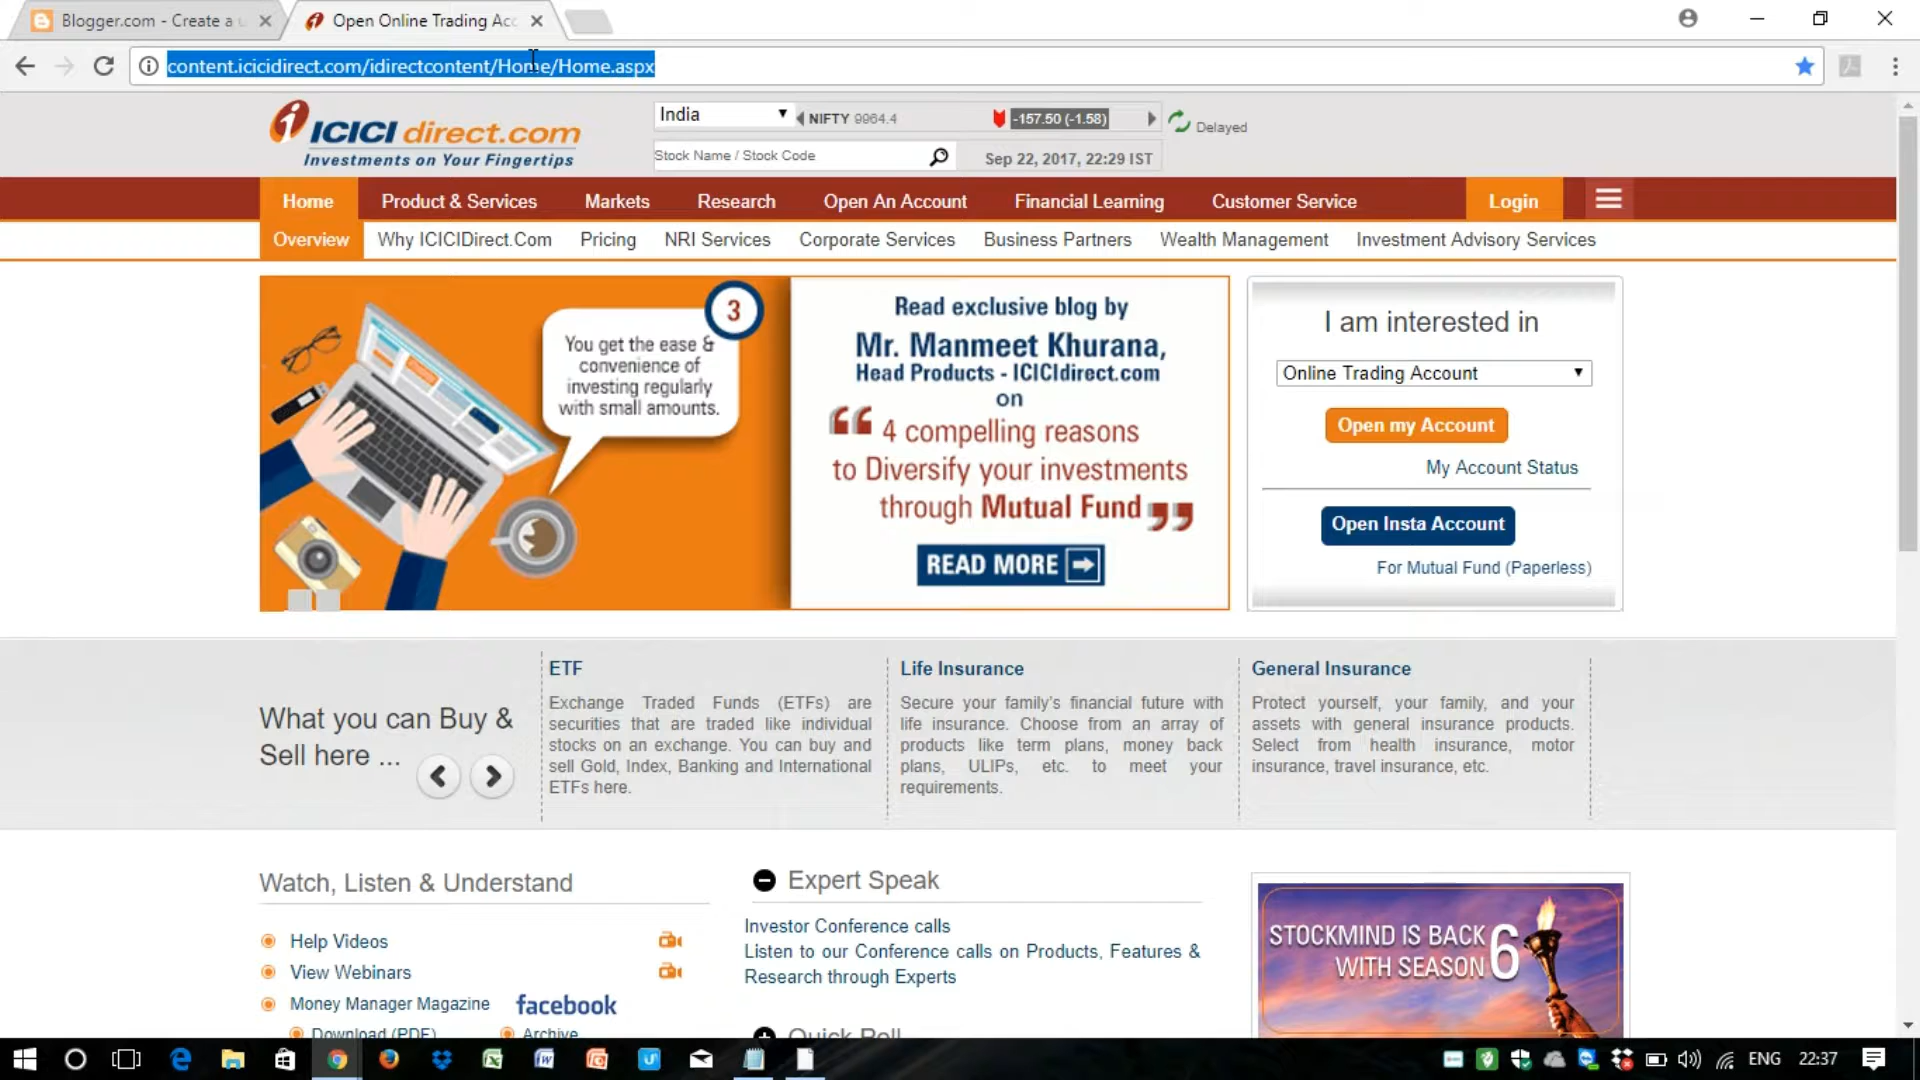 Blogger.com - Create a u
Open Online Trading Acc
content.icicidirect.com/idirectcontent/Home/Home.aspx
ICICI direct.com
Investments on Your Fingertips
India
NIFTY 9964.4
-157.50 (-1.58)
Delayed
Stock Name / Stock Code
Sep 22, 2017, 22:29 IST
Home
Product & Services
Markets
Research
Open An Account
Financial Learning
Customer Service
Login
Overview
Why ICICIDirect.Com
Pricing
NRI Services
Corporate Services
Business Partners
Wealth Management
Investment Advisory Services
3
You get the ease &
convenience of
investing regularly
with small amounts.
Read exclusive blog by
Mr. Manmeet Khurana,
Head Products - ICICIdirect.com
on
“ 4 compelling reasons
to Diversify your investments
through Mutual Fund ”
READ MORE
I am interested in
Online Trading Account
Open my Account
My Account Status
Open Insta Account
For Mutual Fund (Paperless)
What you can Buy &
Sell here ...
ETF
Exchange Traded Funds (ETFs) are
securities that are traded like individual
stocks on an exchange. You can buy and
sell Gold, Index, Banking and International
ETFs here.
Life Insurance
Secure your family's financial future with
life insurance. Choose from an array of
products like term plans, money back
plans, ULIPs, etc. to meet your
requirements.
General Insurance
Protect yourself, your family, and your
assets with general insurance products.
Select from health insurance, motor
insurance, travel insurance, etc.
Watch, Listen & Understand
Help Videos
View Webinars
Money Manager Magazine
facebook
Download (PDF)
Archive
Expert Speak
Investor Conference calls
Listen to our Conference calls on Products, Features &
Research through Experts
Quick Poll
STOCKMIND IS BACK
WITH SEASON 6
ENG
22:37